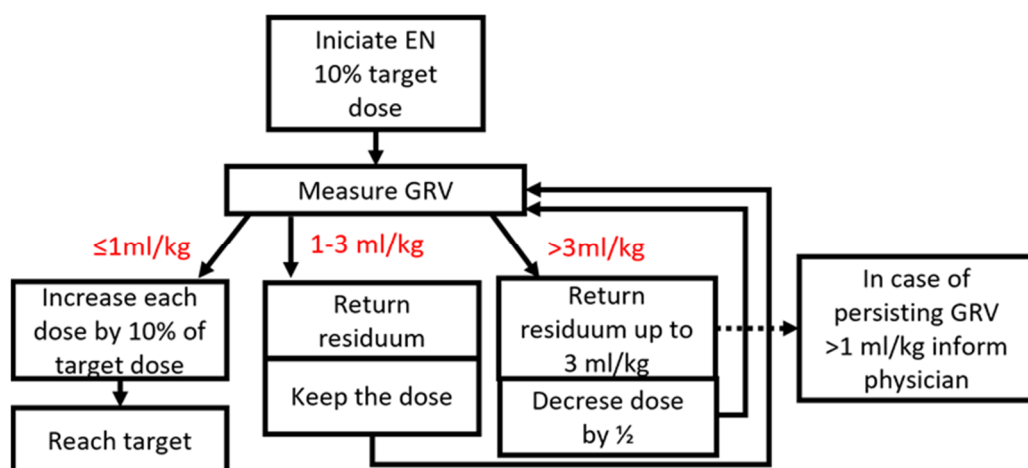 Iniciate EN
10% target
dose
Measure GRV
≤1ml/kg
1-3 ml/kg
>3ml/kg
Increase each
dose by 10% of
target dose
Reach target
Return
residuum
Keep the dose
Return
residuum up to
3 ml/kg
Decrese dose
by ½
In case of
persisting GRV
>1 ml/kg inform
physician